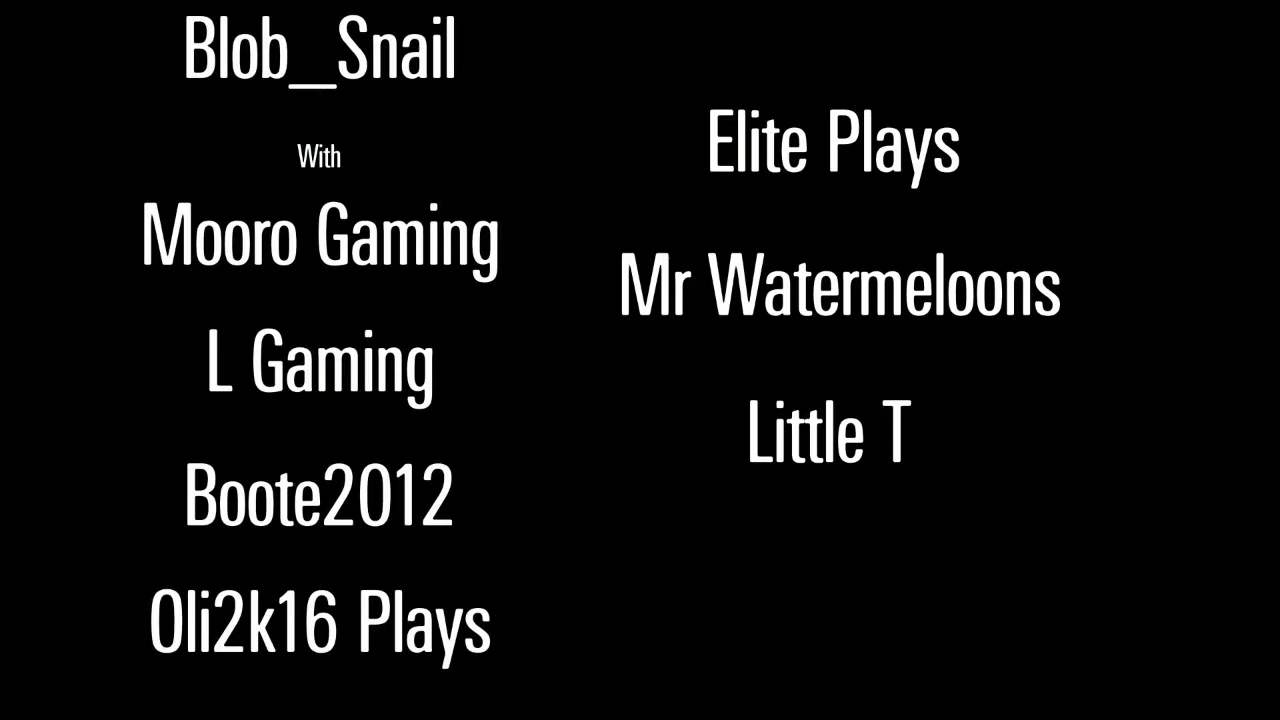 Blob_Snail
With
Mooro Gaming
L Gaming
Boote2012
Oli2k16 Plays
Elite Plays
Mr Watermeloons
Little T